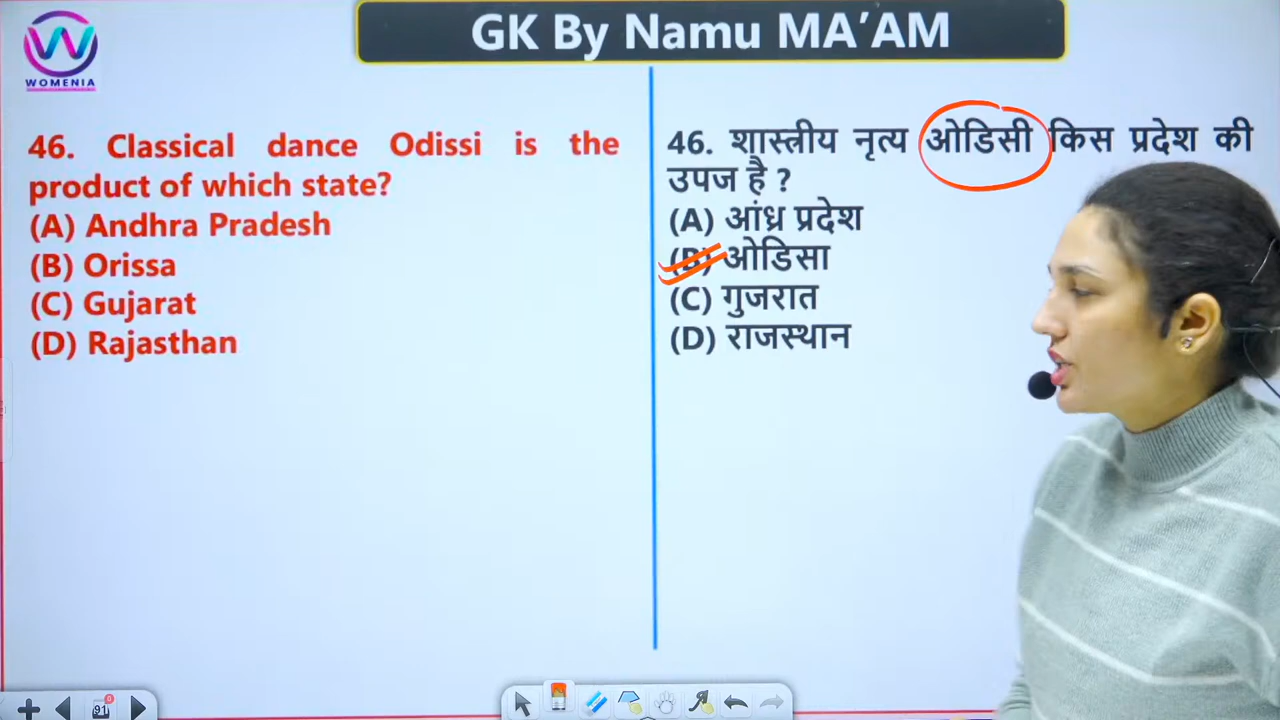 GK By Namu MA’AM
WOMENIA
46. Classical dance Odissi is the
product of which state?
(A) Andhra Pradesh
(B) Orissa
(C) Gujarat
(D) Rajasthan
46. शास्त्रीय नृत्य ओडिसी किस प्रदेश की
उपज है ?
(A) आंध्र प्रदेश
(B) ओडिसा
(C) गुजरात
(D) राजस्थान
91